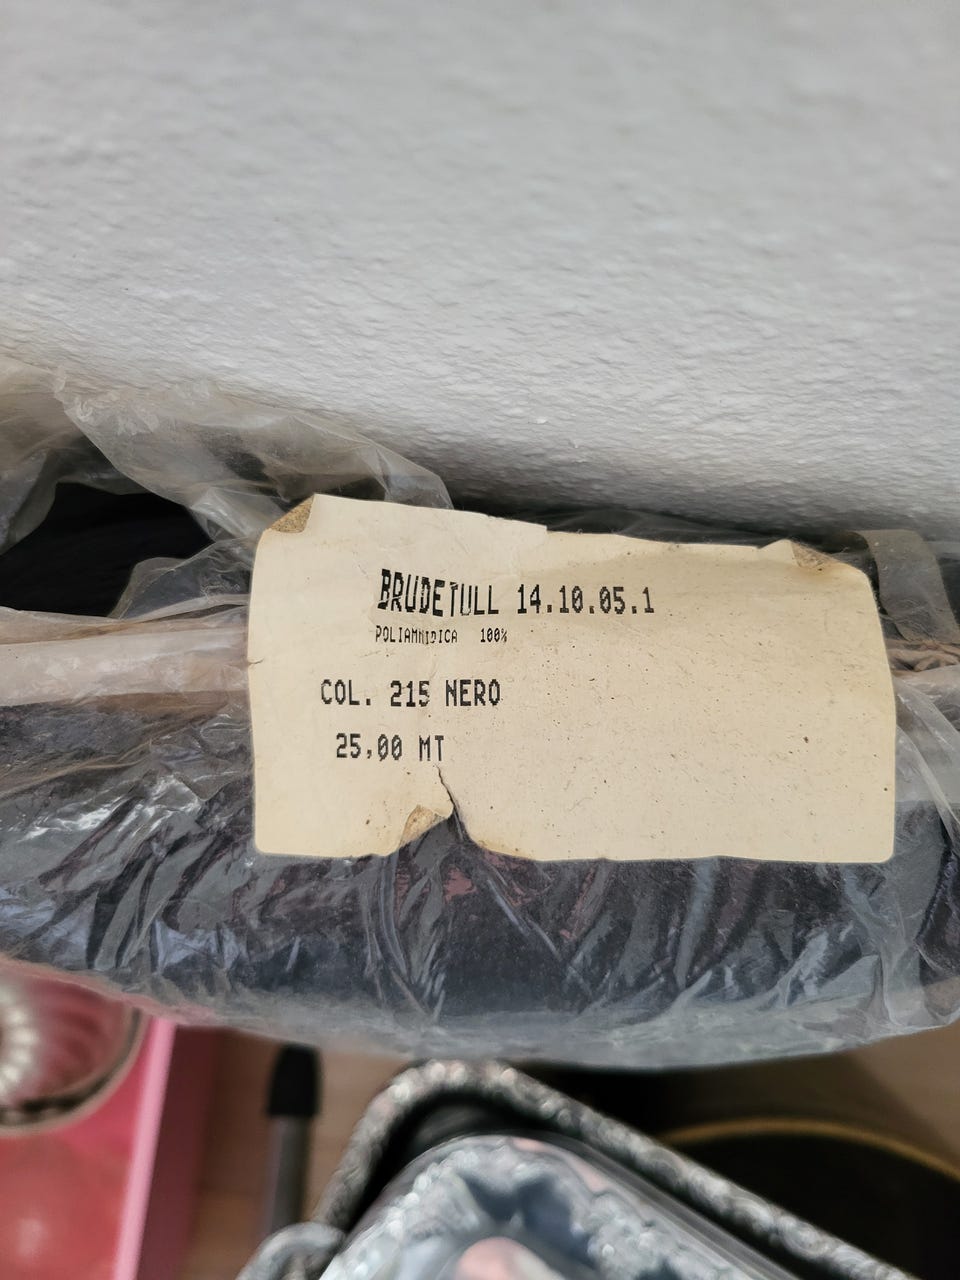 BRUDETULL 14.10.05.1
POLIAMMIDICA 100%
COL. 215 NERO
25,00 MT